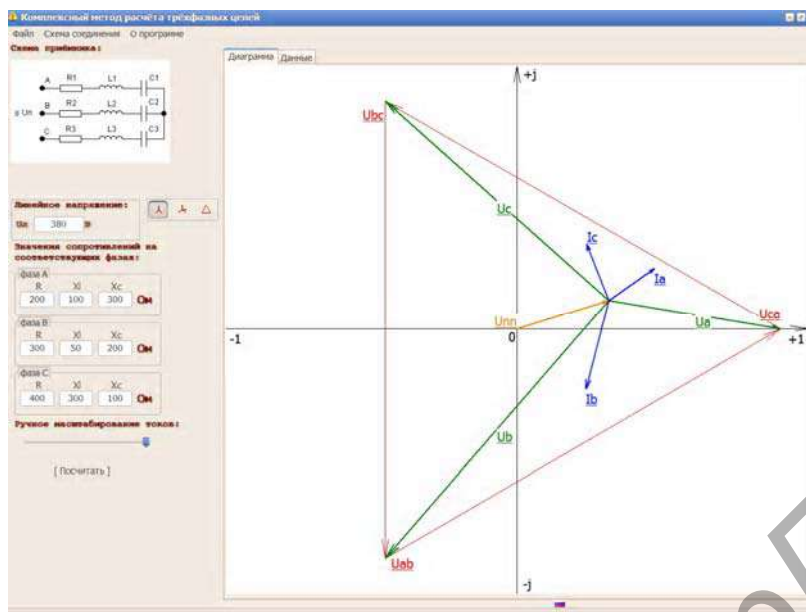 Комплексный метод расчёта трёхфазных цепей
Файл Схема соединения О программе
Схема приёмника:
A R1 L1 C1
B R2 L2 C2
Uл
C R3 L3 C3
Линейное напряжение:
Uл 380 В
Значения сопротивлений на
соответствующих фазах:
фаза A
R Xl Xc
200 100 300 Ом
фаза B
R Xl Xc
300 50 200 Ом
фаза C
R Xl Xc
400 300 100 Ом
Ручное масштабирование токов:
[ Посчитать ]
Диаграмма Данные
+j
Ubc
Uc
Ic
Ia
Unn
Ua
Uca
-1
0
+1
Ib
Ub
Uab
-j